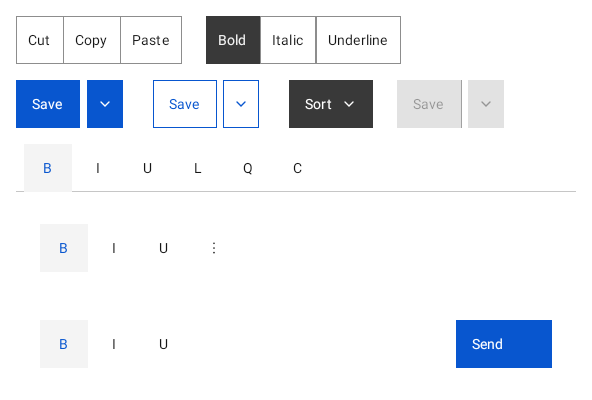 Cut Copy Paste Bold Italic Underline
Save Save Sort Save
B I U L Q C
B I U ⋮
B I U Send